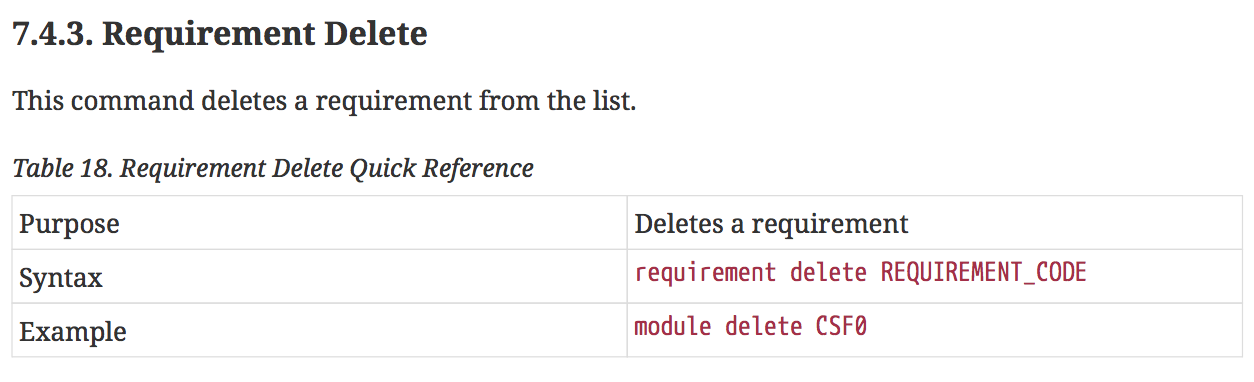 7.4.3. Requirement Delete
This command deletes a requirement from the list.
Table 18. Requirement Delete Quick Reference
Purpose Deletes a requirement
Syntax requirement delete REQUIREMENT_CODE
Example module delete CSF0